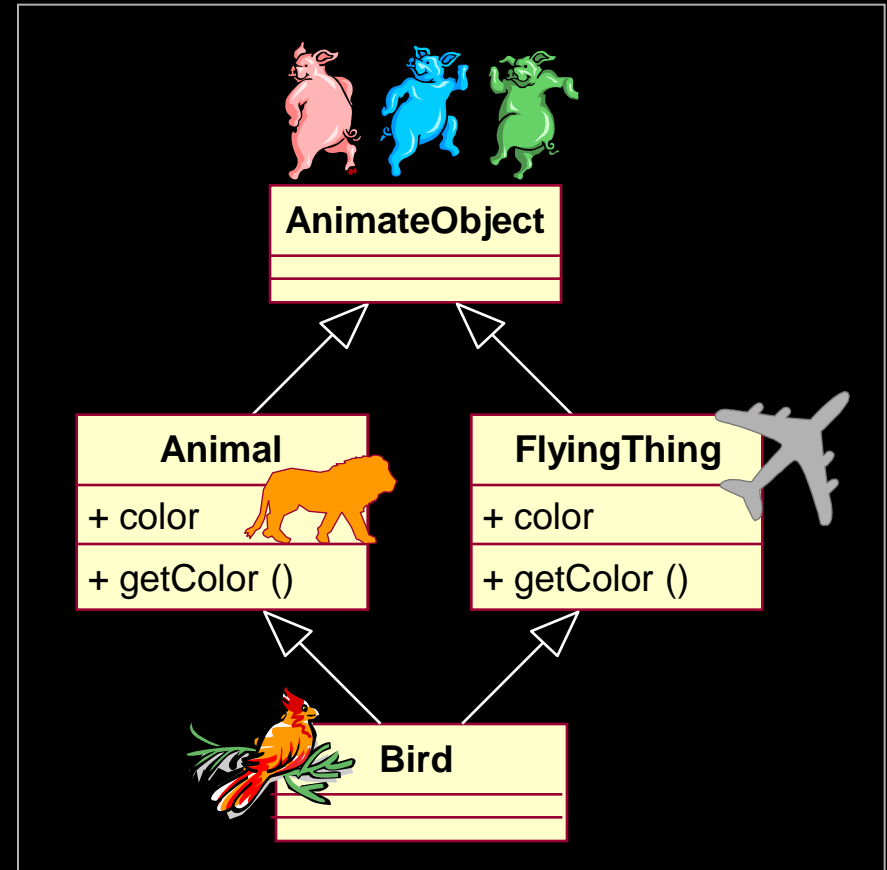 AnimateObject
Animal
+ color
+ getColor ()
FlyingThing
+ color
+ getColor ()
Bird